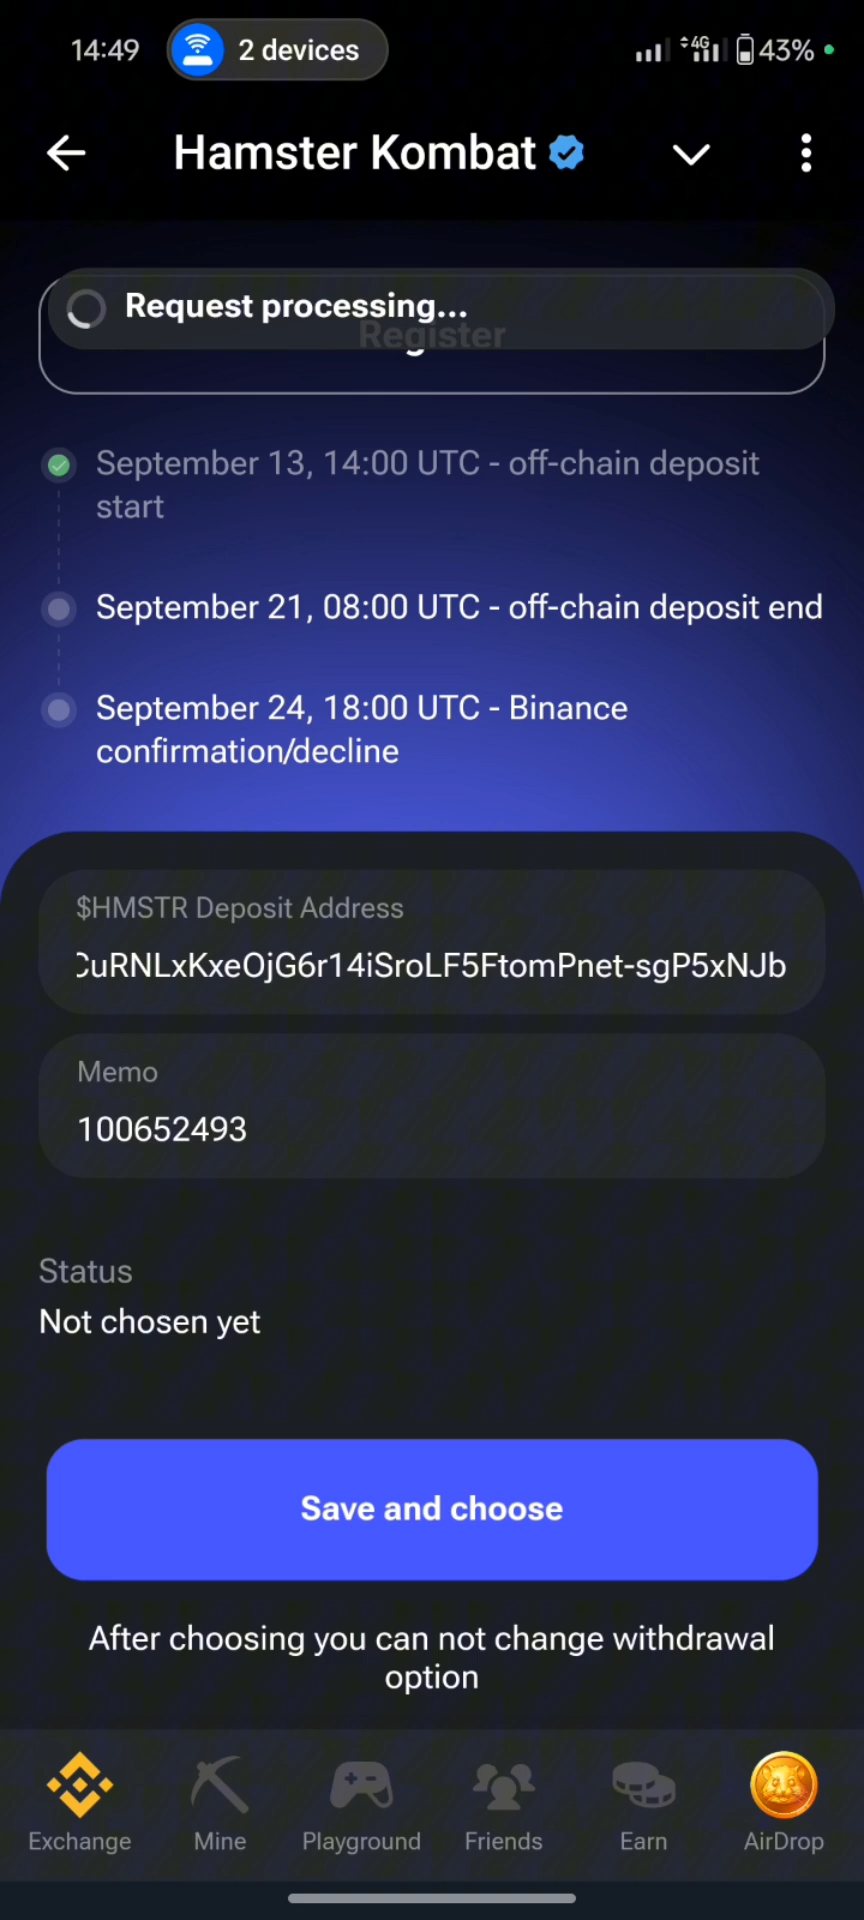 14:49
2 devices
4G
43%
Hamster Kombat
Request processing...
Register
September 13, 14:00 UTC - off-chain deposit
start
September 21, 08:00 UTC - off-chain deposit end
September 24, 18:00 UTC - Binance
confirmation/decline
$HMSTR Deposit Address
CuRNLxKxeOjG6r14iSroLF5FtomPnet-sgP5xNJb
Memo
100652493
Status
Not chosen yet
Save and choose
After choosing you can not change withdrawal
option
Exchange
Mine
Playground
Friends
Earn
AirDrop